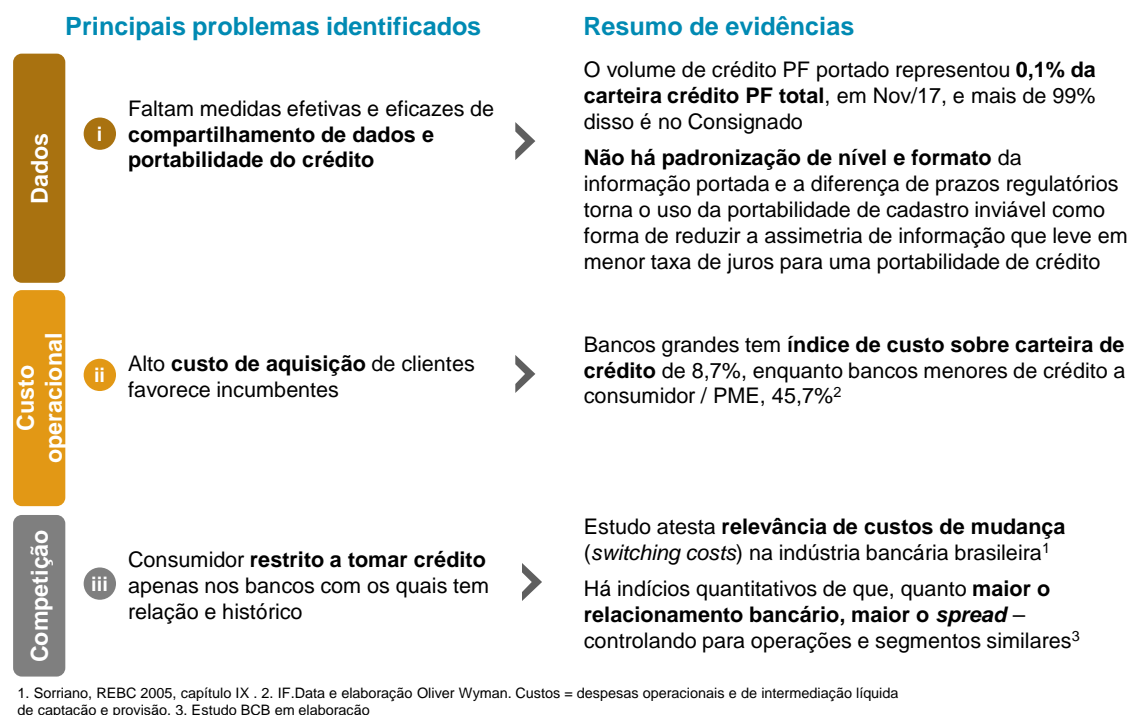 Principais problemas identificados
Resumo de evidências
Dados
i
Faltam medidas efetivas e eficazes de
compartilhamento de dados e
portabilidade do crédito
O volume de crédito PF portado representou 0,1% da
carteira crédito PF total, em Nov/17, e mais de 99%
disso é no Consignado
Não há padronização de nível e formato da
informação portada e a diferença de prazos regulatórios
torna o uso da portabilidade de cadastro inviável como
forma de reduzir a assimetria de informação que leve em
menor taxa de juros para uma portabilidade de crédito
Custo
operacional
ii
Alto custo de aquisição de clientes
favorece incumbentes
Bancos grandes tem índice de custo sobre carteira de
crédito de 8,7%, enquanto bancos menores de crédito a
consumidor / PME, 45,7%2
Competição
iii
Consumidor restrito a tomar crédito
apenas nos bancos com os quais tem
relação e histórico
Estudo atesta relevância de custos de mudança
(switching costs) na indústria bancária brasileira1
Há indícios quantitativos de que, quanto maior o
relacionamento bancário, maior o spread –
controlando para operações e segmentos similares3
1. Sorriano, REBC 2005, capítulo IX . 2. IF.Data e elaboração Oliver Wyman. Custos = despesas operacionais e de intermediação líquida
de captação e provisão. 3. Estudo BCB em elaboração